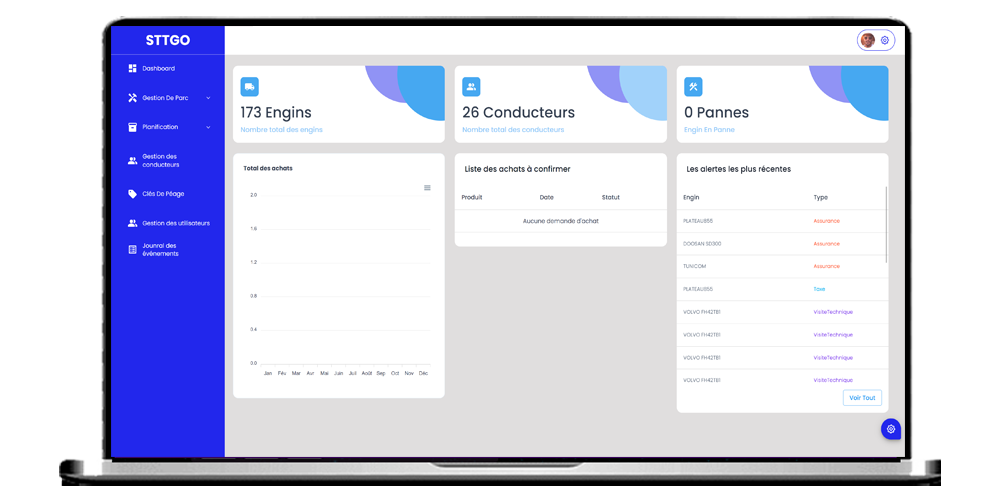 STTGO
Dashboard
Gestion De Parc
Planification
Gestion des
conducteurs
Clés De Péage
Gestion des utilisateurs
Jounral des
événements
173 Engins
Nombre total des engins
26 Conducteurs
Nombre total des conducteurs
0 Pannes
Engin En Panne
Total des achats
2.0
1.6
1.2
0.8
0.4
0.0
Jan Fév Mar Avr Mai Juin Juil Août Sep Oct Nov Déc
Liste des achats à confirmer
Produit Date Statut
Aucune demande d'achat
Les alertes les plus récentes
Engin Type
PLATEAU856 Assurance
DOOSAN SD300 Assurance
TUNICOM Assurance
PLATEAU855 Taxe
VOLVO FH42TB1 VisiteTechnique
VOLVO FH42TB1 VisiteTechnique
VOLVO FH42TB1 VisiteTechnique
VOLVO FH42TB1 VisiteTechnique
Voir Tout